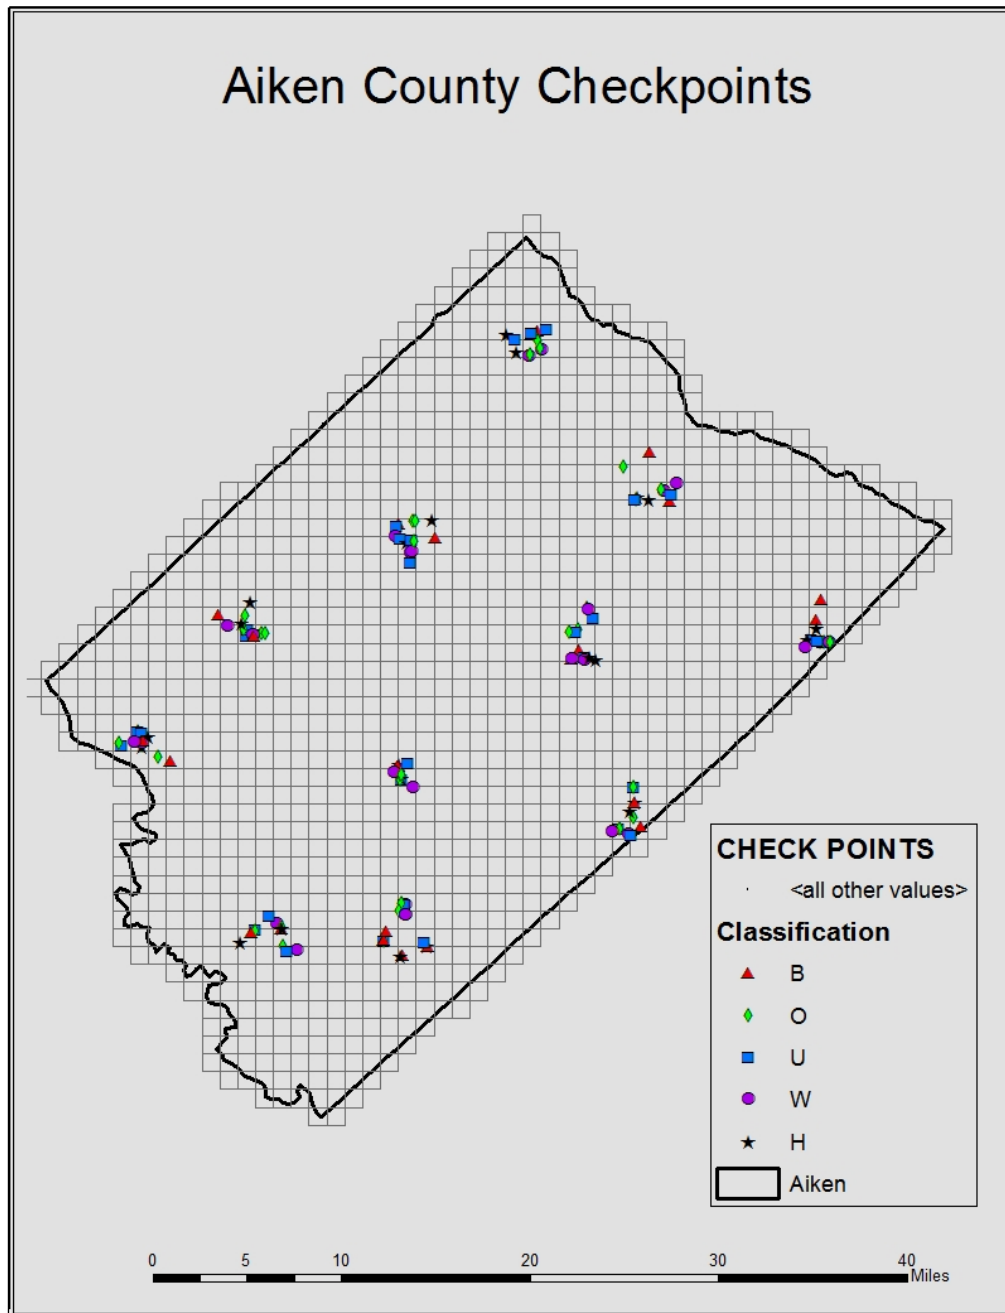 Aiken County Checkpoints
CHECK POINTS
<all other values>
Classification
B
O
U
W
H
Aiken
0 5 10 20 30 40
Miles